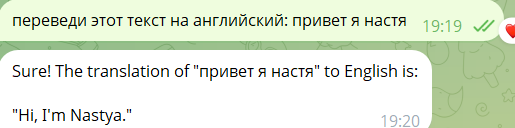 переведи этот текст на английский: привет я настя
19:19
Sure! The translation of "привет я настя" to English is:
"Hi, I'm Nastya."
19:20